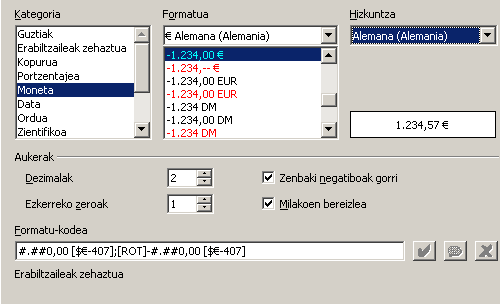 Kategoria
Guztiak
Erabiltzaileak zehaztua
Kopurua
Portzentajea
Moneta
Data
Ordua
Zientifikoa
Formatua
€ Alemana (Alemania)
-1.234,00 €
-1.234,-- €
-1.234,00 EUR
-1.234,00 EUR
-1.234 DM
-1.234,00 DM
-1.234 DM
Hizkuntza
Alemana (Alemania)
1.234,57 €
Aukerak
Dezimalak
2
Zenbaki negatiboak gorri
Ezkerreko zeroak
1
Milakoen bereizlea
Formatu-kodea
#.##0,00 [$€-407];[ROT]-#.##0,00 [$€-407]
Erabiltzaileak zehaztua